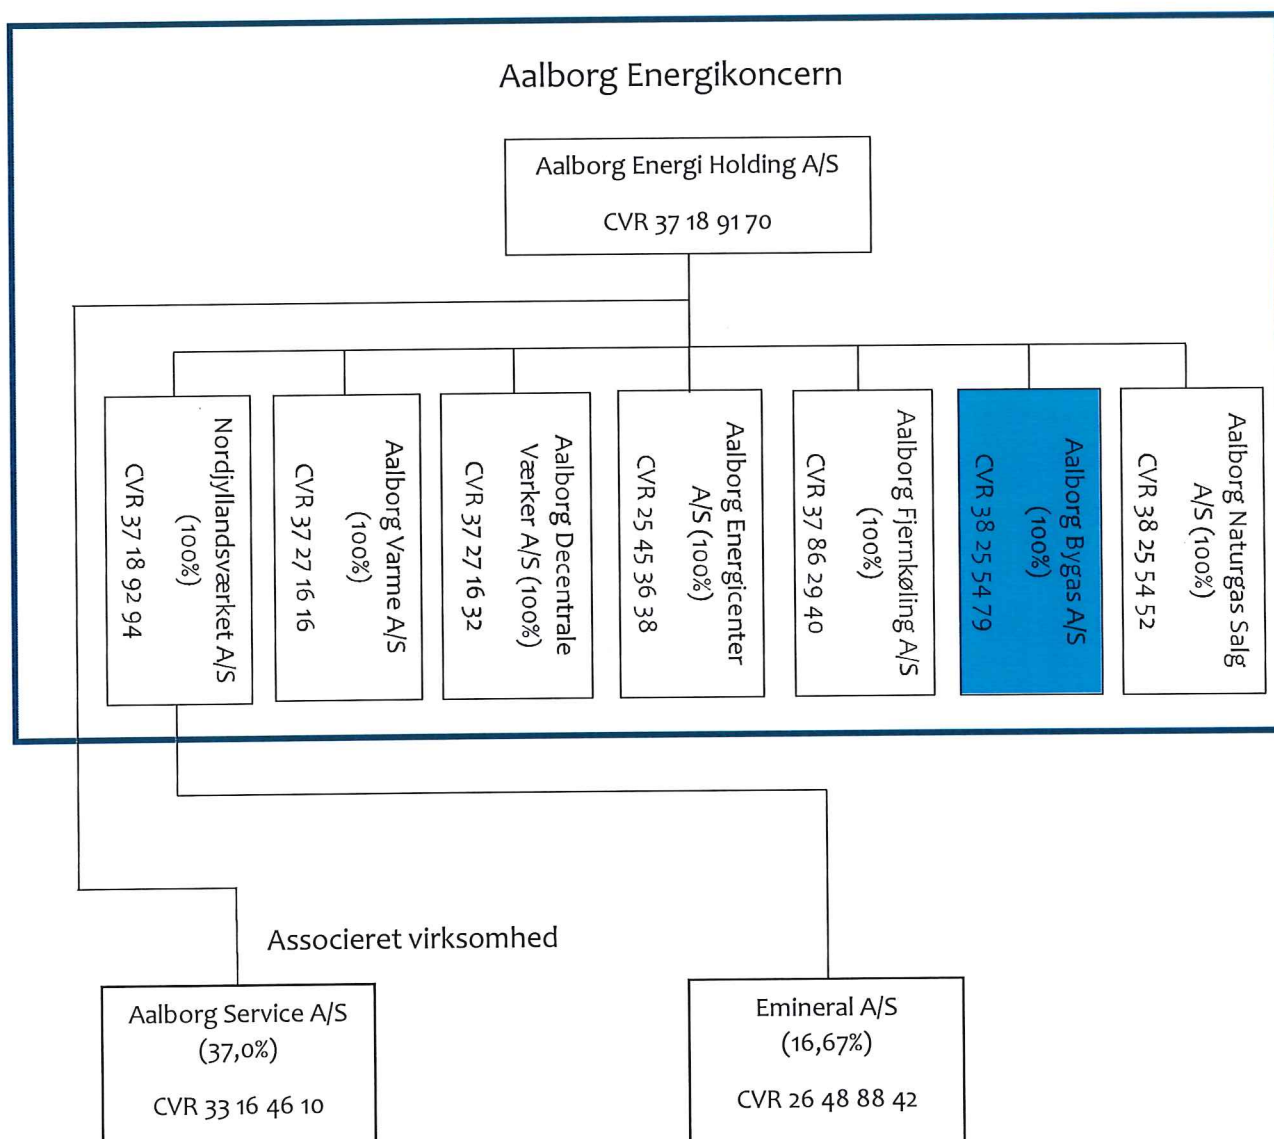 Aalborg Energikoncern
Aalborg Energi Holding A/S
CVR 37 18 91 70
Nordjyllandsværket A/S
(100%)
CVR 37 18 92 94
Aalborg Varme A/S
(100%)
CVR 37 27 16 16
Aalborg Decentrale
Værker A/S (100%)
CVR 37 27 16 32
Aalborg Energicenter
A/S (100%)
CVR 25 45 36 38
Aalborg Fjernkøling A/S
(100%)
CVR 37 86 29 40
Aalborg Bygas A/S
(100%)
CVR 38 25 54 79
Aalborg Naturgas Salg
A/S (100%)
CVR 38 25 54 52
Associeret virksomhed
Aalborg Service A/S
(37,0%)
CVR 33 16 46 10
Emineral A/S
(16,67%)
CVR 26 48 88 42